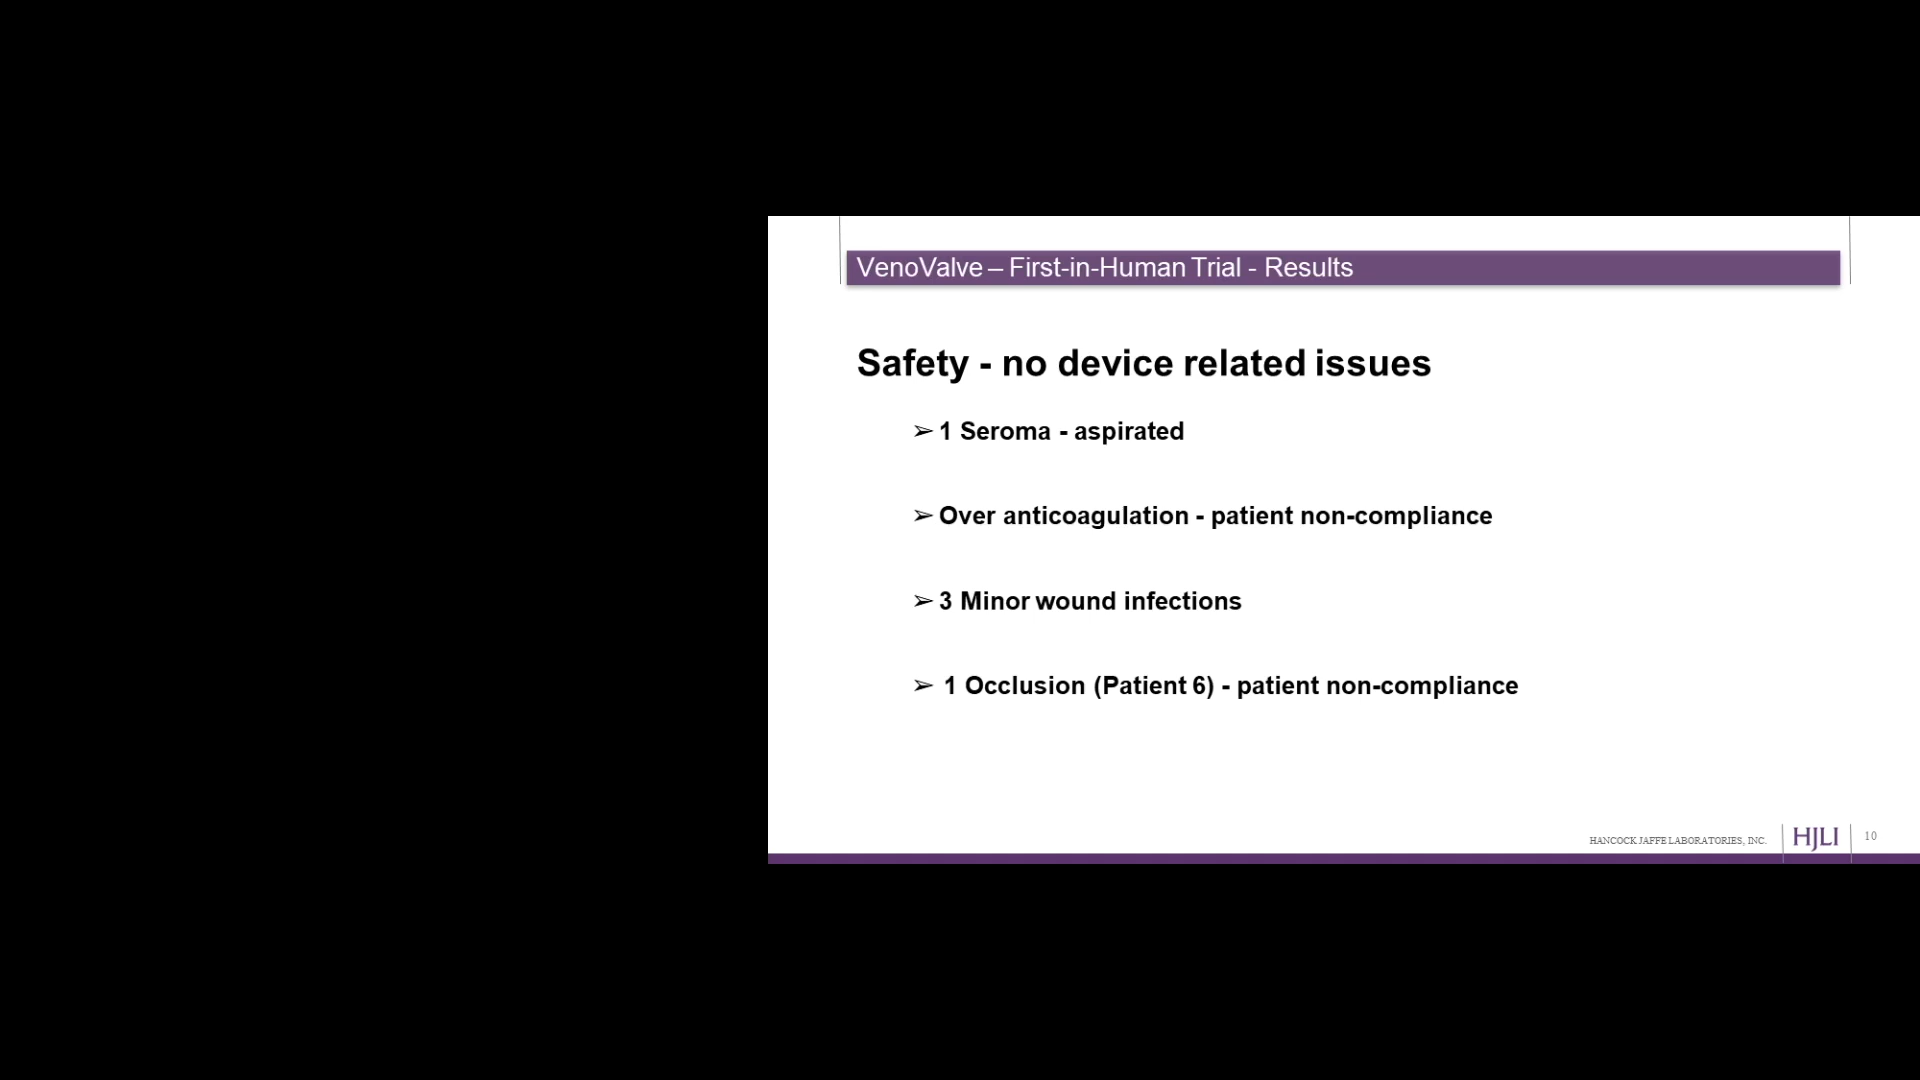 VenoValve – First-in-Human Trial - Results
Safety - no device related issues
➢ 1 Seroma - aspirated
➢ Over anticoagulation - patient non-compliance
➢ 3 Minor wound infections
➢ 1 Occlusion (Patient 6) - patient non-compliance
HANCOCK JAFFE LABORATORIES, INC. HJLI 10